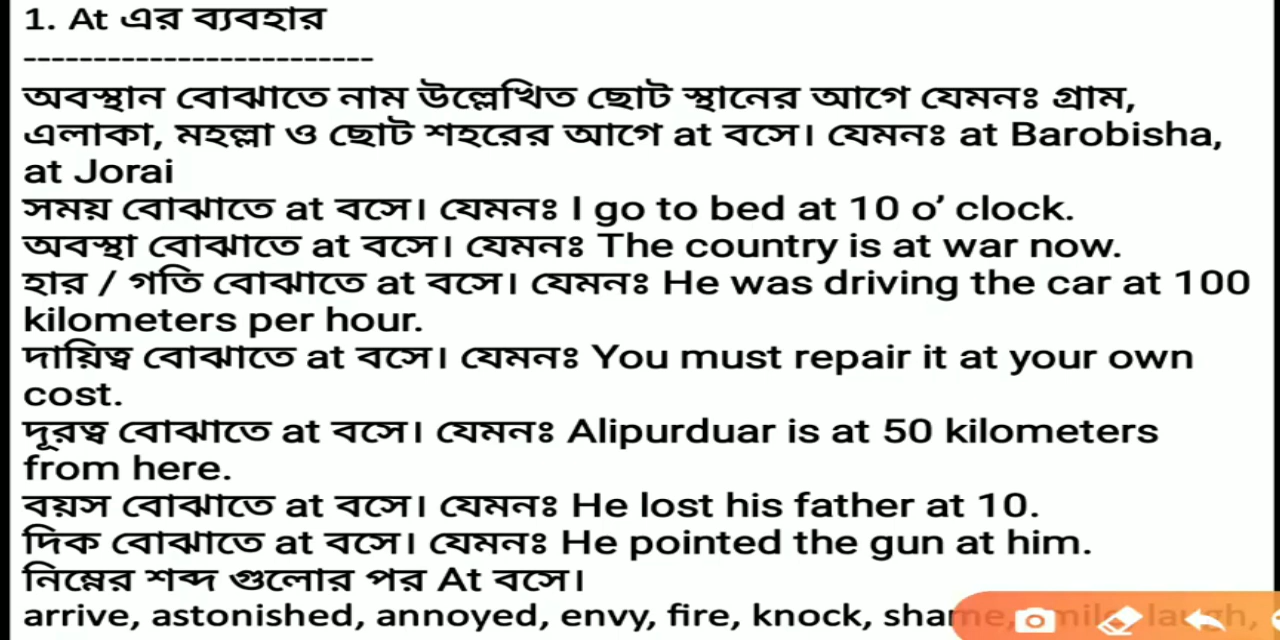 1. At এর ব্যবহার
-------------------------
অবস্থান বোঝাতে নাম উল্লেখিত ছোট স্থানের আগে যেমনঃ গ্রাম,
এলাকা, মহল্লা ও ছোট শহরের আগে at বসে। যেমনঃ at Barobisha,
at Jorai
সময় বোঝাতে at বসে। যেমনঃ I go to bed at 10 o’ clock.
অবস্থা বোঝাতে at বসে। যেমনঃ The country is at war now.
হার / গতি বোঝাতে at বসে। যেমনঃ He was driving the car at 100
kilometers per hour.
দায়িত্ব বোঝাতে at বসে। যেমনঃ You must repair it at your own
cost.
দূরত্ব বোঝাতে at বসে। যেমনঃ Alipurduar is at 50 kilometers
from here.
বয়স বোঝাতে at বসে। যেমনঃ He lost his father at 10.
দিক বোঝাতে at বসে। যেমনঃ He pointed the gun at him.
নিম্নের শব্দ গুলোর পর At বসে।
arrive, astonished, annoyed, envy, fire, knock, shame, smile, laugh,